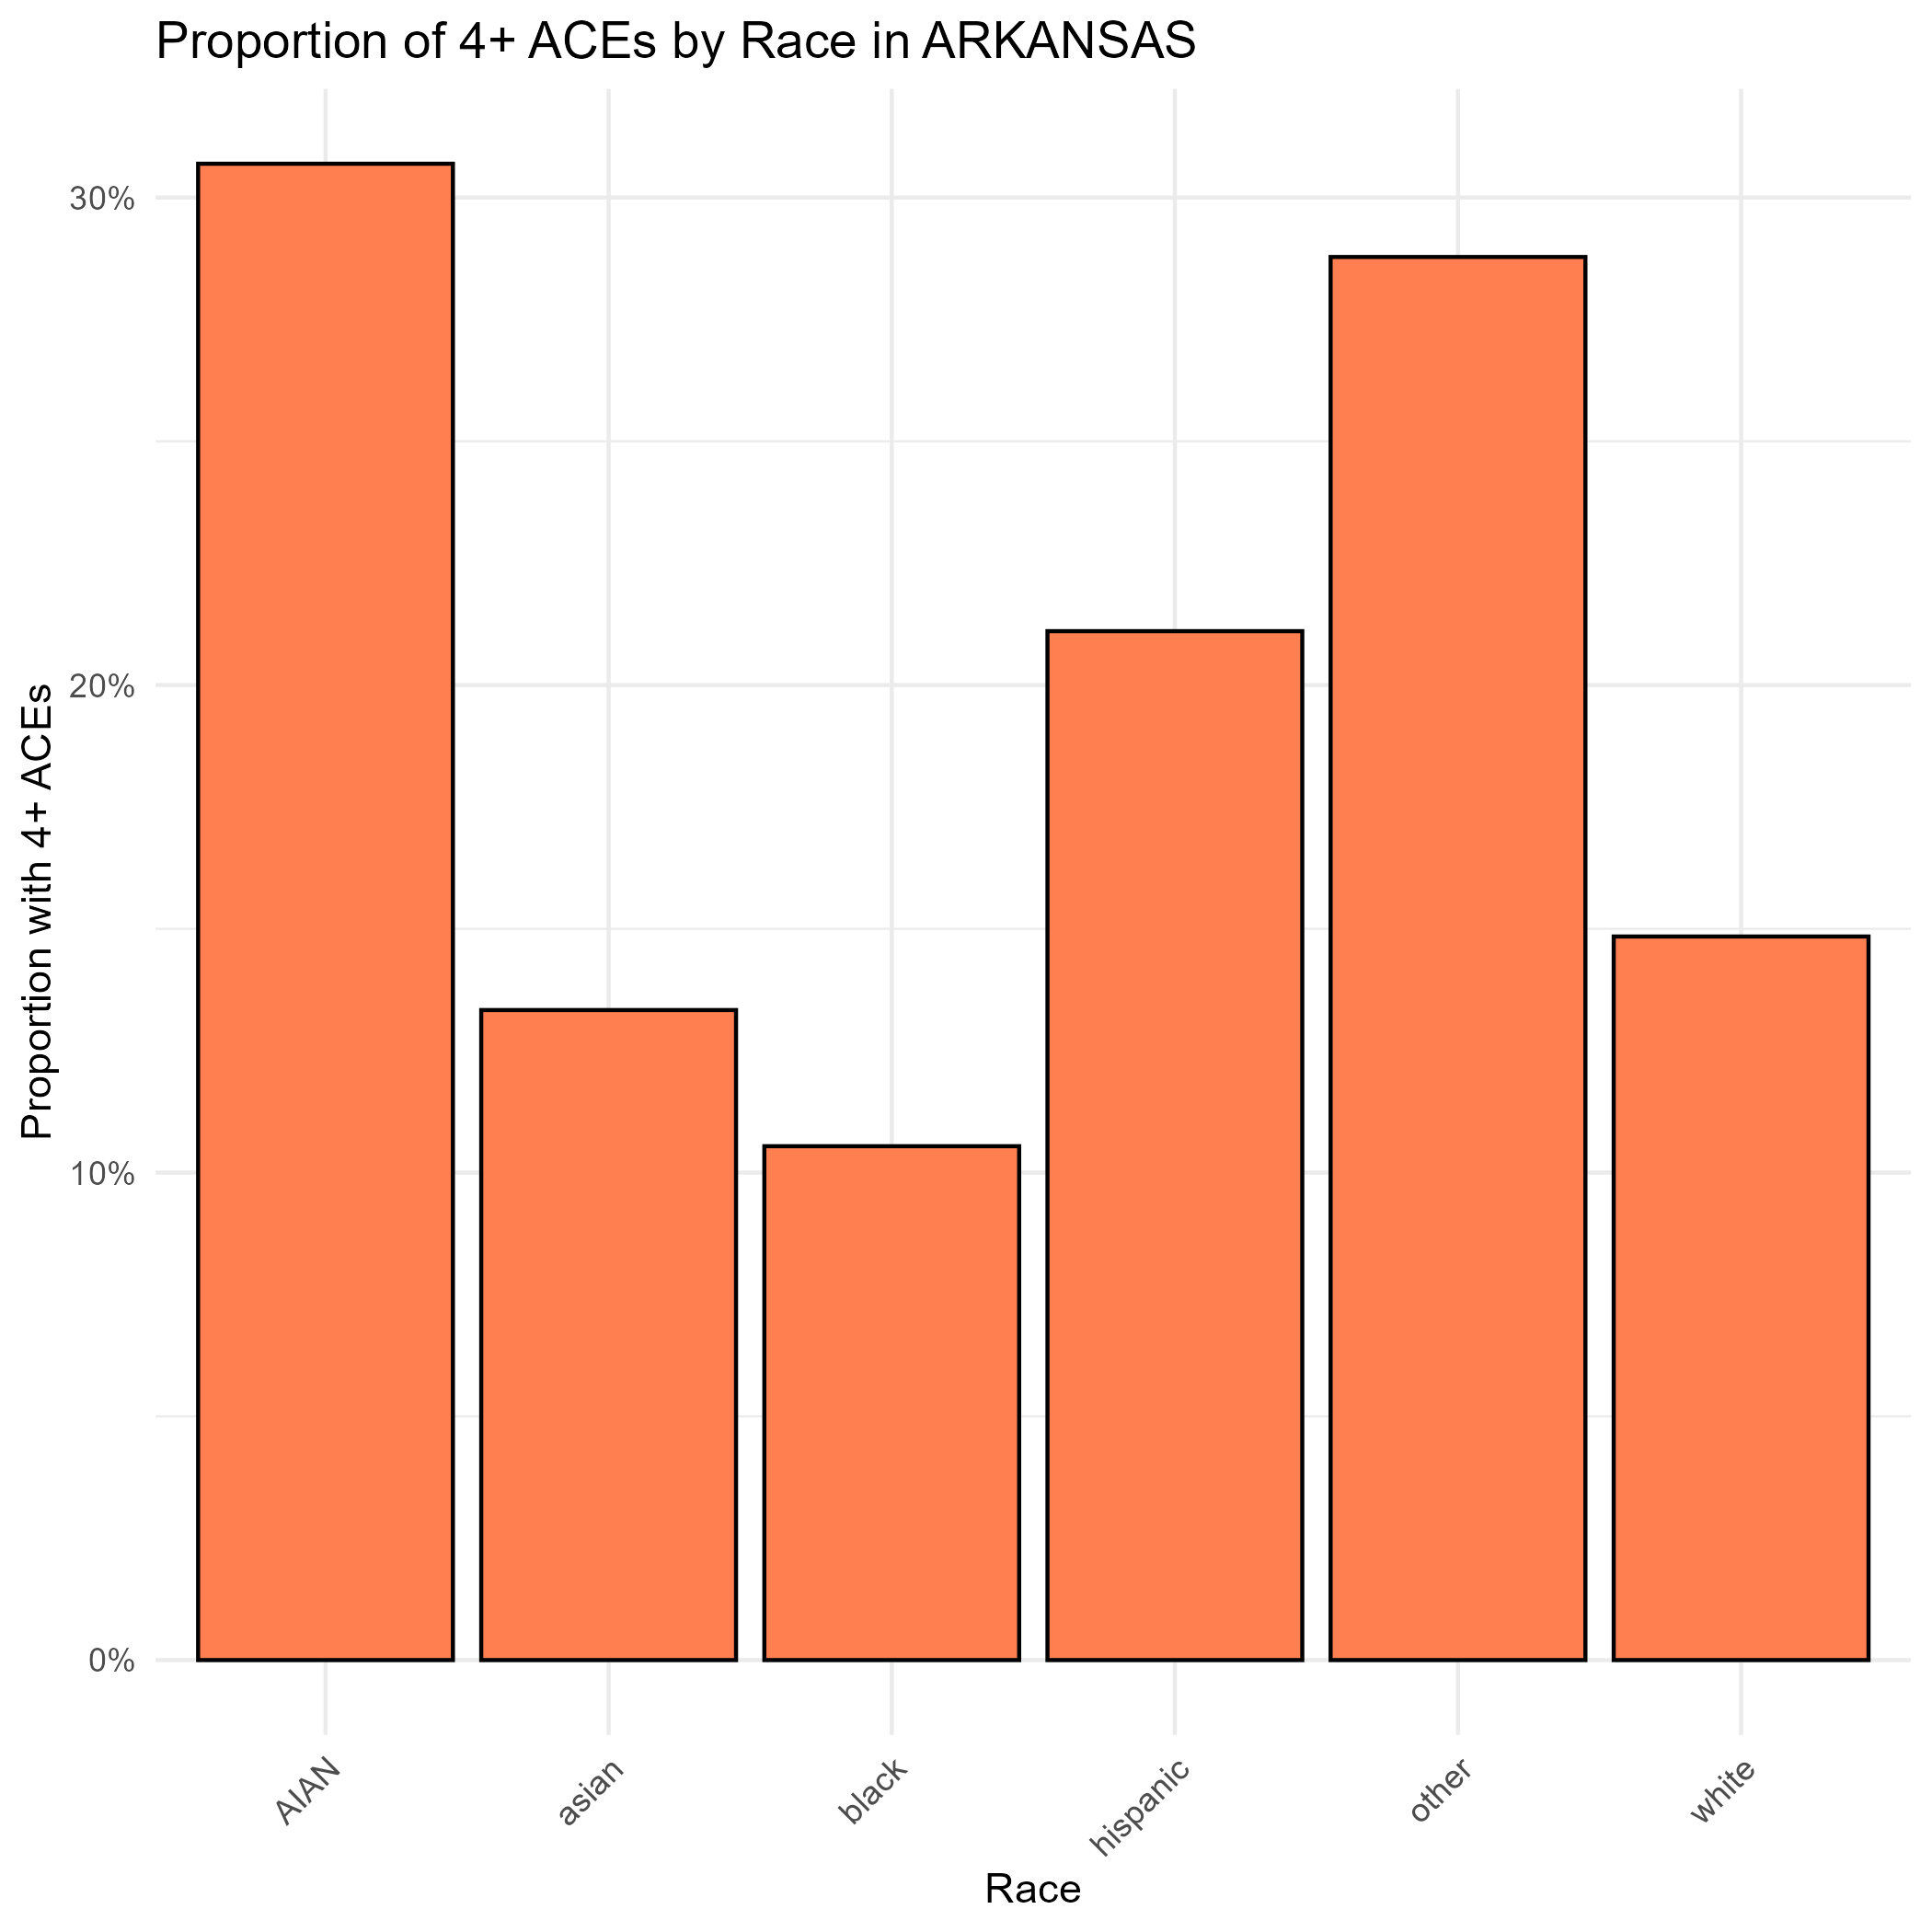 Proportion of 4+ ACEs by Race in ARKANSAS
Proportion with 4+ ACEs
30%
20%
10%
0%
AIAN
asian
black
hispanic
other
white
Race